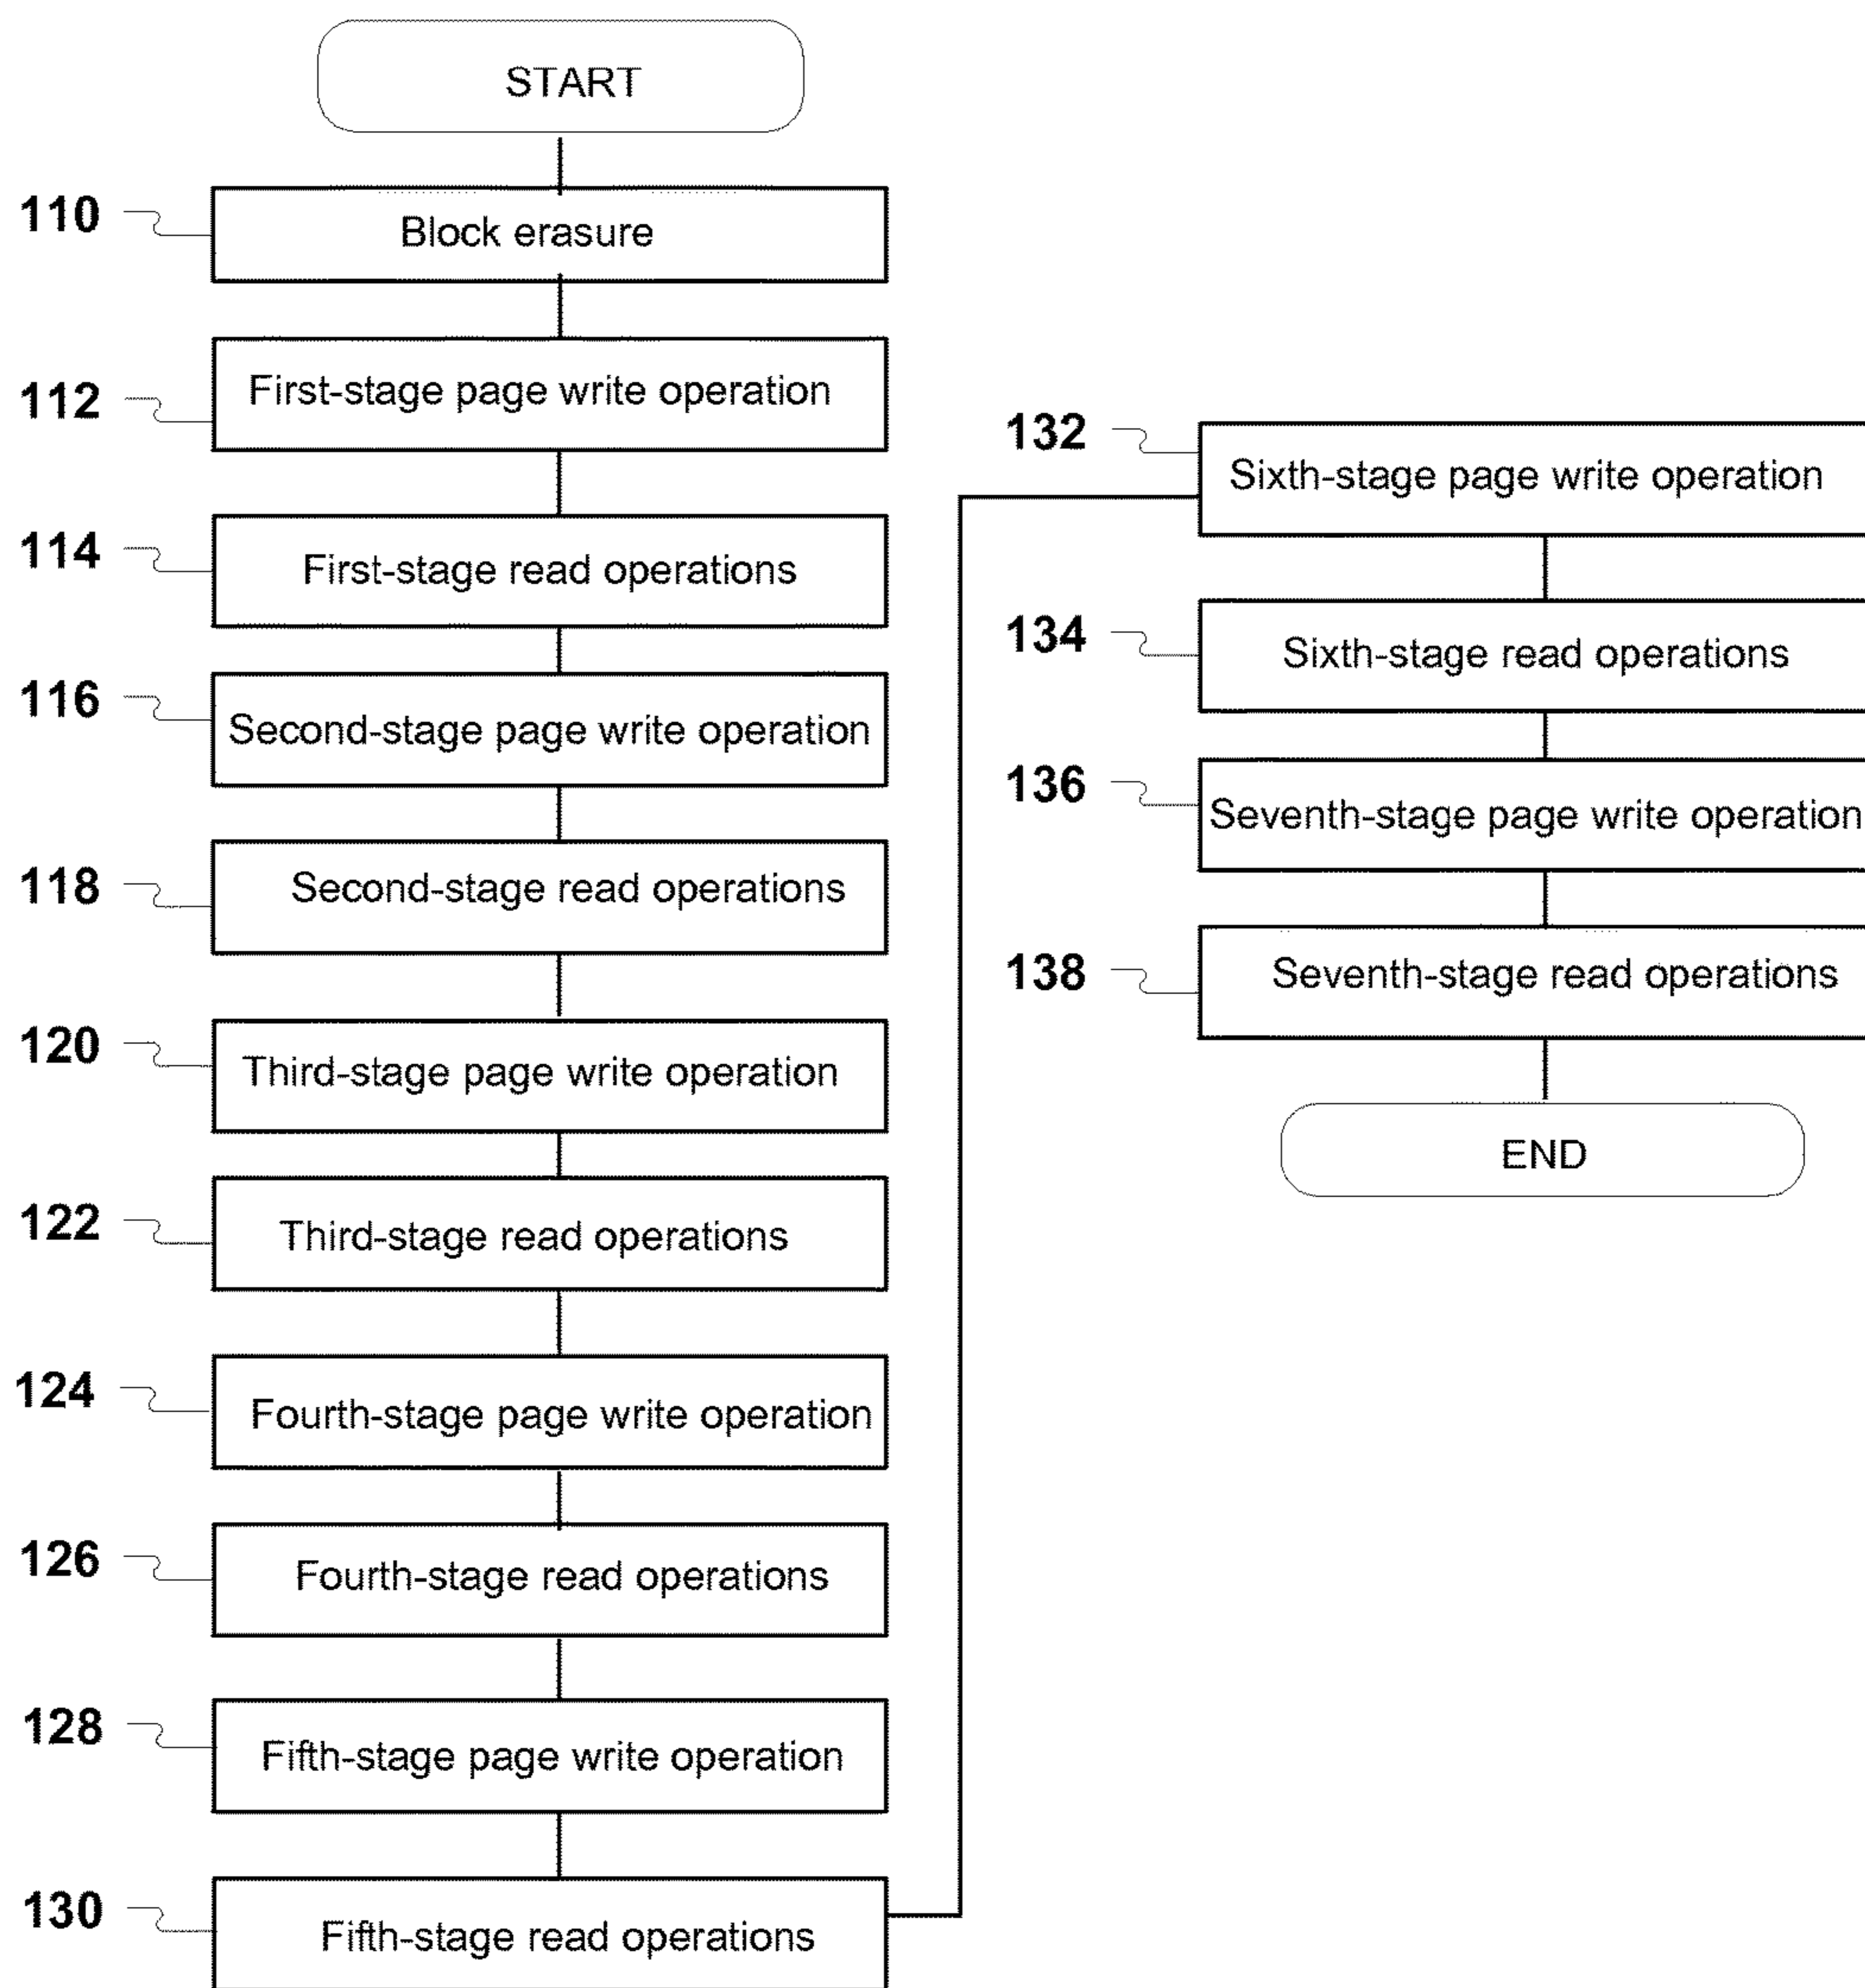 START
110
Block erasure
112
First-stage page write operation
114
First-stage read operations
116
Second-stage page write operation
118
Second-stage read operations
120
Third-stage page write operation
122
Third-stage read operations
124
Fourth-stage page write operation
126
Fourth-stage read operations
128
Fifth-stage page write operation
130
Fifth-stage read operations
132
Sixth-stage page write operation
134
Sixth-stage read operations
136
Seventh-stage page write operation
138
Seventh-stage read operations
END